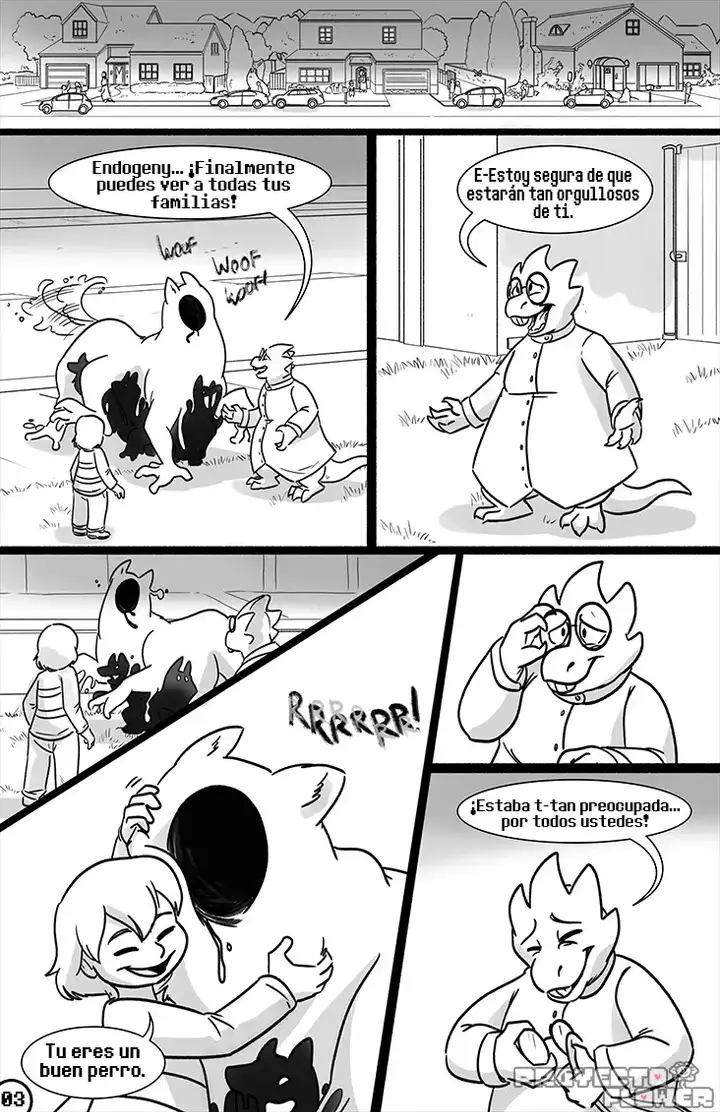 Endogeny... ¡Finalmente
puedes ver a todas tus
familias!
Woof
Woof
Woof!
E-Estoy segura de que
estarán tan orgullosos
de ti.
RRRRRRR!
Tu eres un
buen perro.
¡Estaba t-tan preocupada...
por todos ustedes!
03
PROYECTO
FLOWER